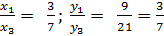 x₁/x₃ = 3/7 ; y₁/y₃ = 9/21 = 3/7